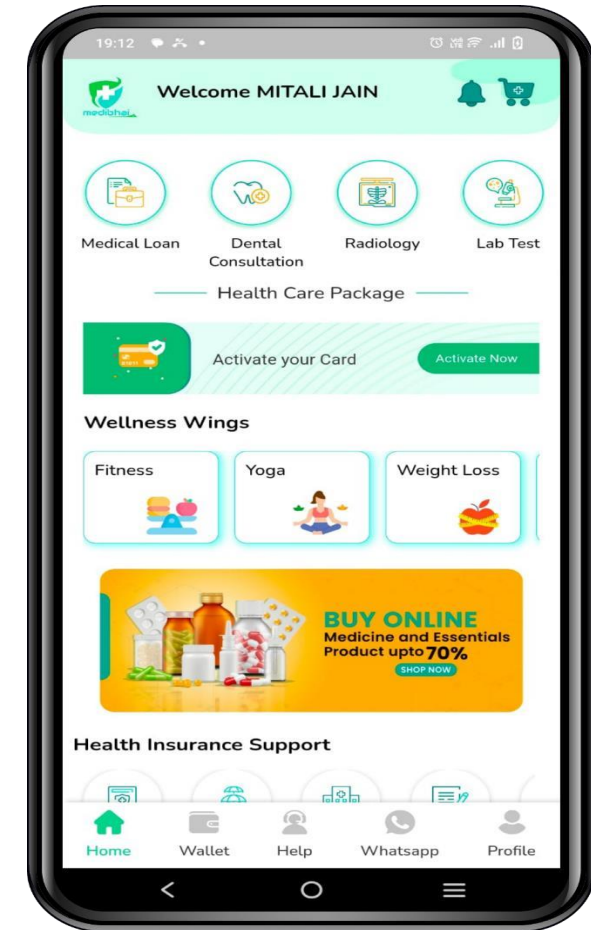 19:12
medibhai
Welcome MITALI JAIN
Medical Loan
Dental
Consultation
Radiology
Lab Test
Health Care Package
Activate your Card
Activate Now
Wellness Wings
Fitness
Yoga
Weight Loss
BUY ONLINE
Medicine and Essentials
Product upto 70%
SHOP NOW
Health Insurance Support
Home
Wallet
Help
Whatsapp
Profile